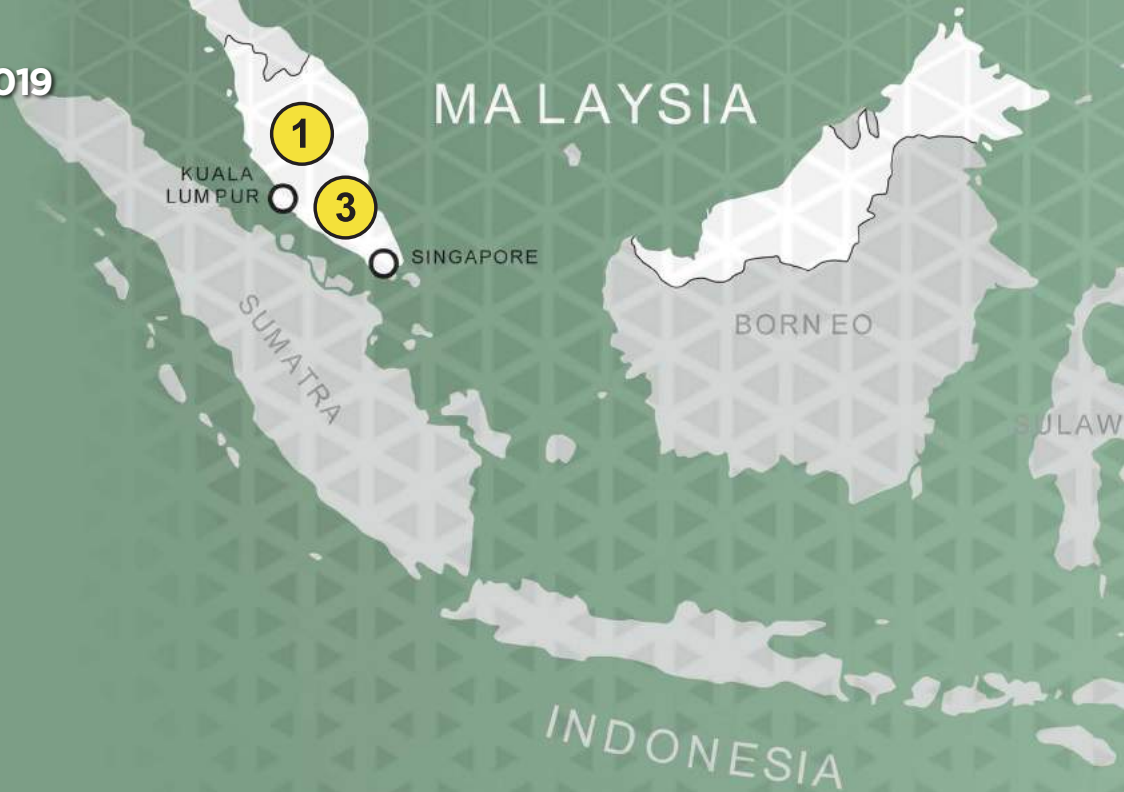 019
MALAYSIA
1
KUALA
LUMPUR
3
SINGAPORE
SUMATRA
BORNEO
SULAW
INDONESIA